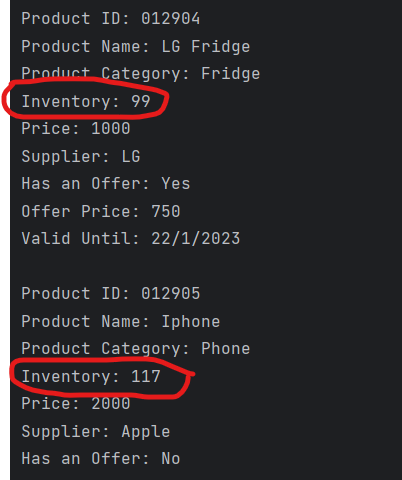 Product ID: 012904
Product Name: LG Fridge
Product Category: Fridge
Inventory: 99
Price: 1000
Supplier: LG
Has an Offer: Yes
Offer Price: 750
Valid Until: 22/1/2023
Product ID: 012905
Product Name: Iphone
Product Category: Phone
Inventory: 117
Price: 2000
Supplier: Apple
Has an Offer: No